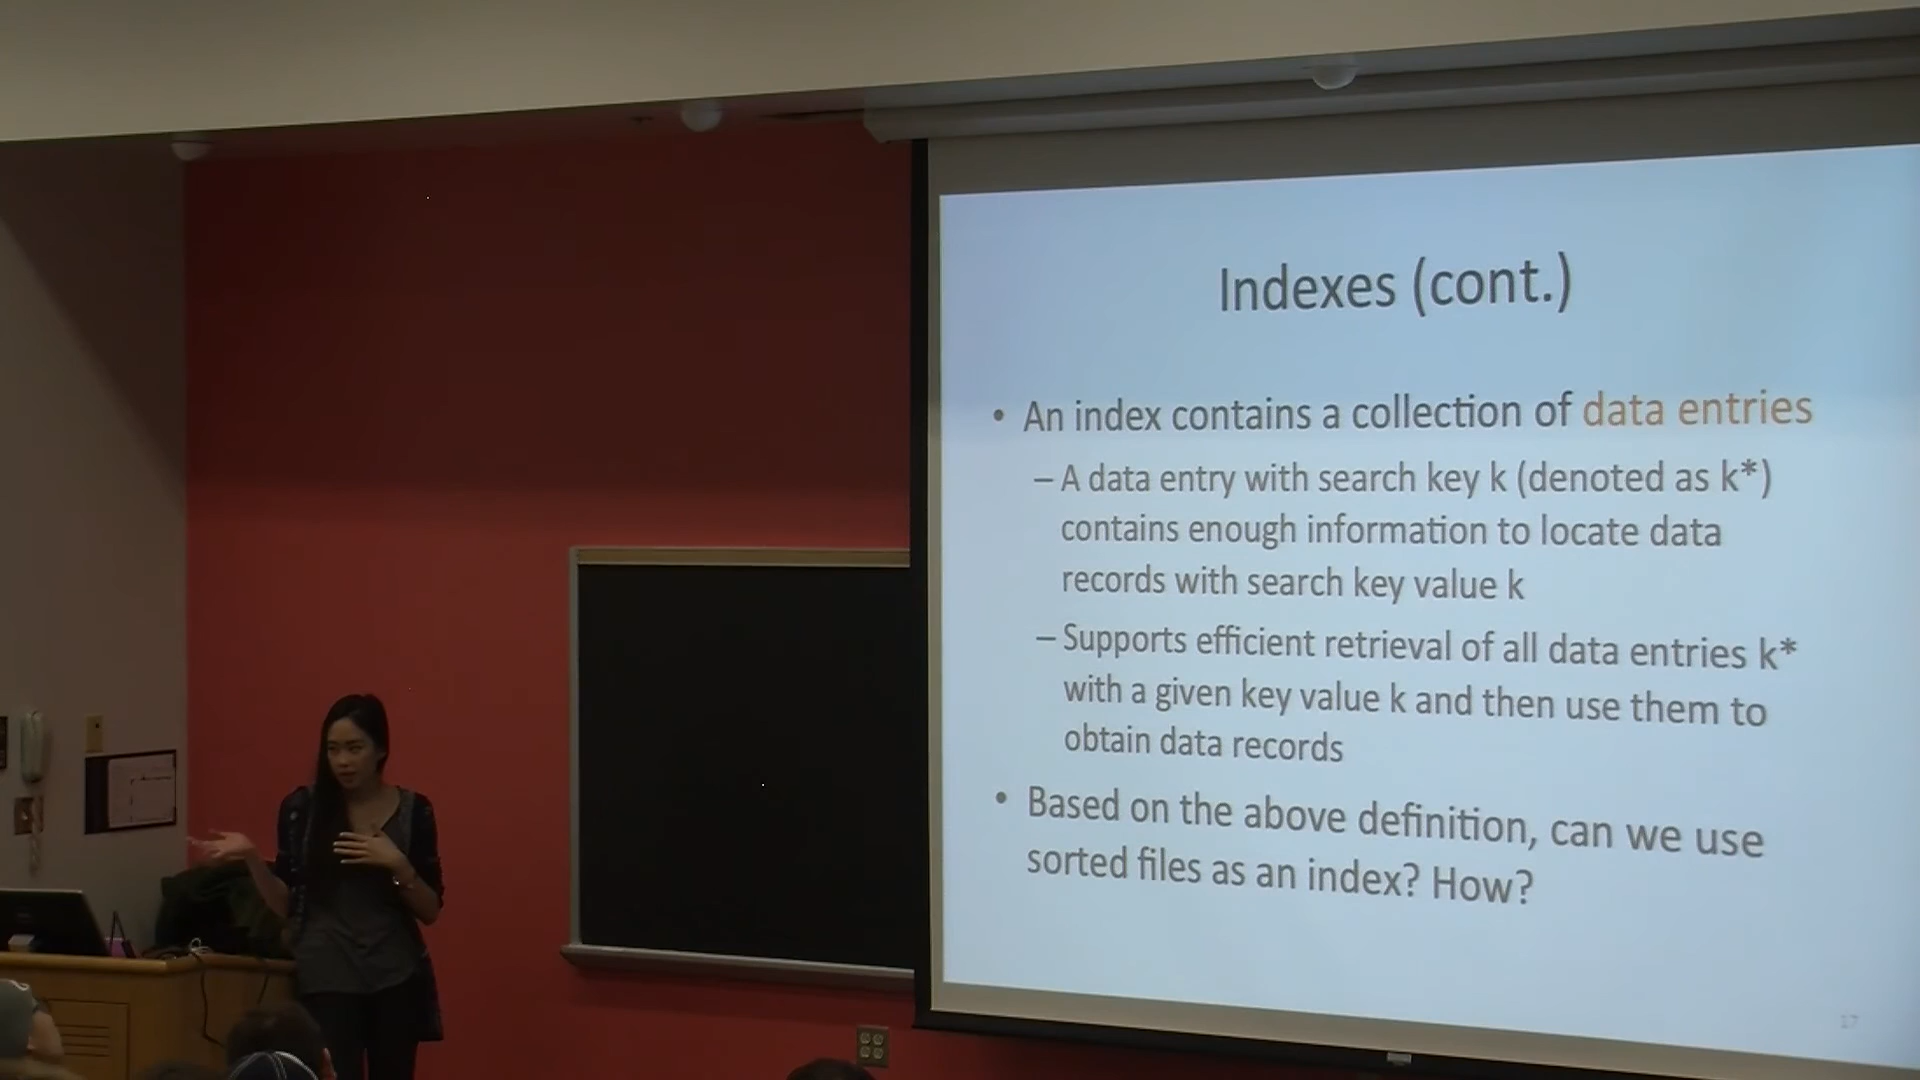 Indexes (cont.)
• An index contains a collection of data entries
– A data entry with search key k (denoted as k*)
contains enough information to locate data
records with search key value k
– Supports efficient retrieval of all data entries k*
with a given key value k and then use them to
obtain data records
• Based on the above definition, can we use
sorted files as an index? How?
17